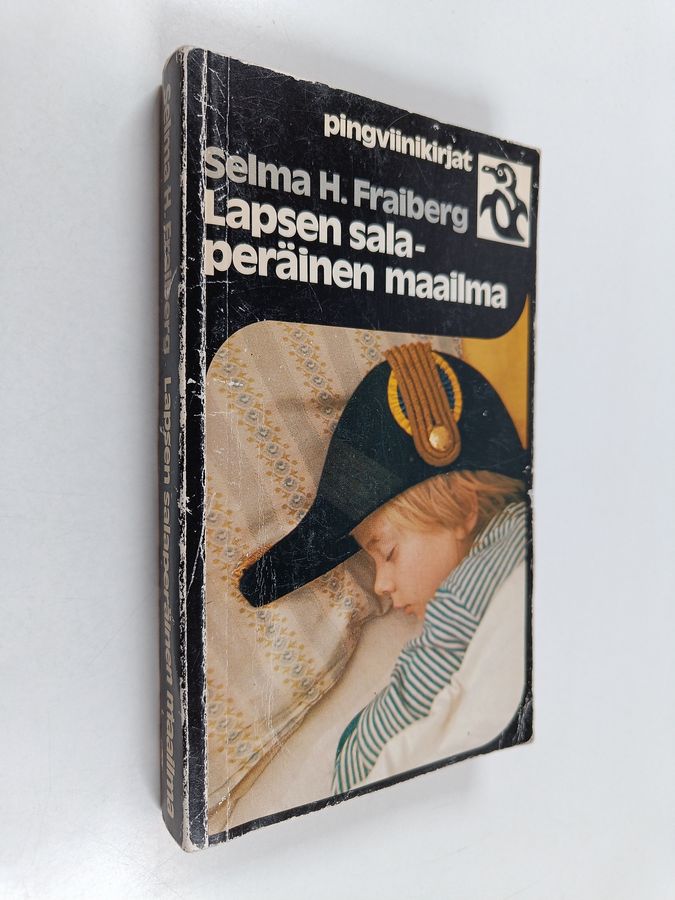 pingviinikirjat
Selma H. Fraiberg
Lapsen sala-
peräinen maailma
Selma H. Fraiberg Lapsen salaperäinen maailma